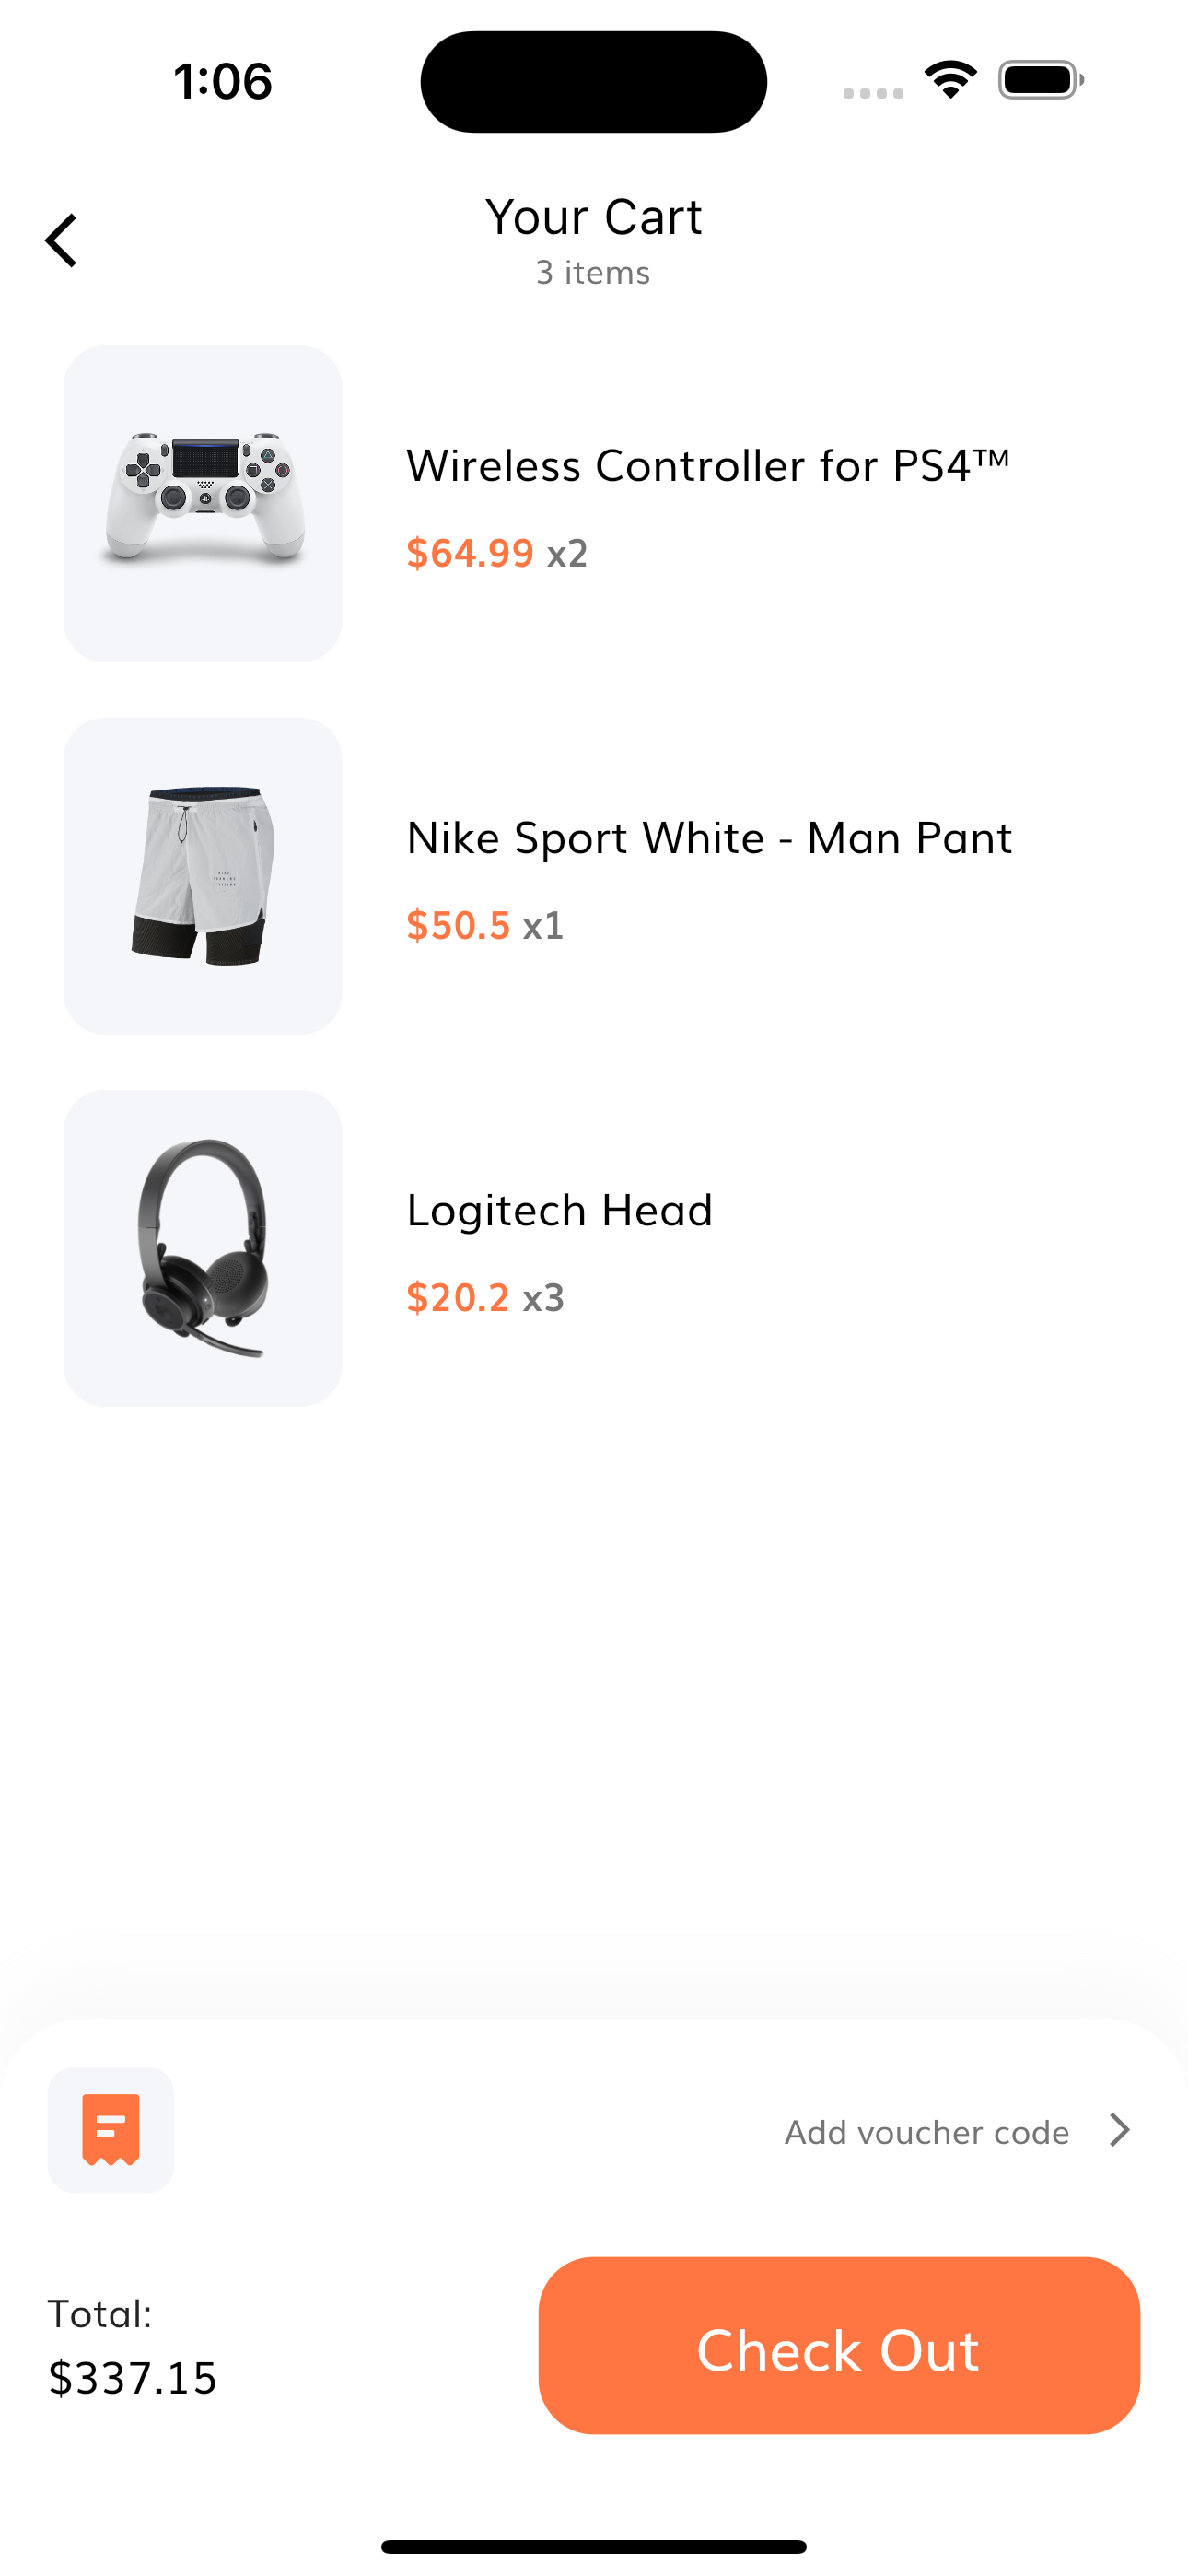 1:06
Your Cart
3 items
Wireless Controller for PS4™
$64.99 x2
Nike Sport White - Man Pant
$50.5 x1
Logitech Head
$20.2 x3
Add voucher code
Total:
$337.15
Check Out